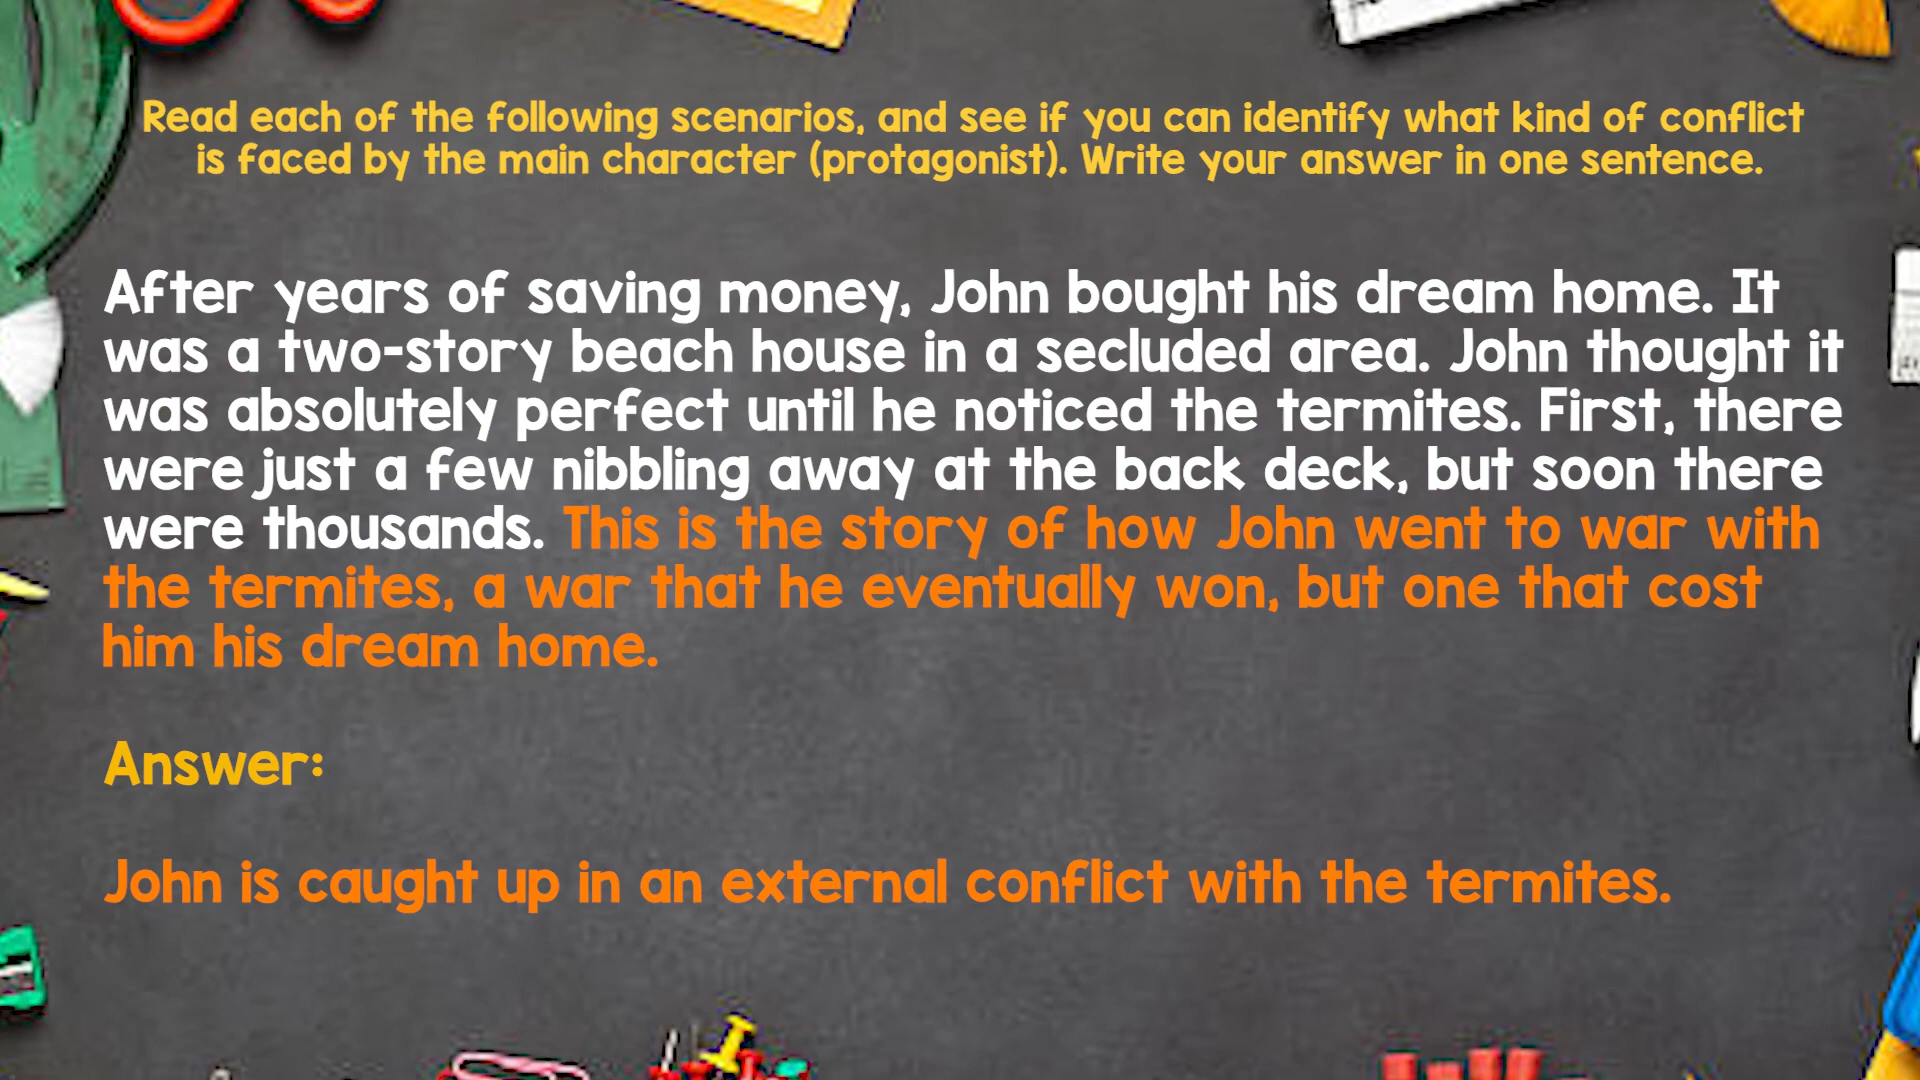 Read each of the following scenarios, and see if you can identify what kind of conflict
is faced by the main character (protagonist). Write your answer in one sentence.
After years of saving money, John bought his dream home. It
was a two-story beach house in a secluded area. John thought it
was absolutely perfect until he noticed the termites. First, there
were just a few nibbling away at the back deck, but soon there
were thousands. This is the story of how John went to war with
the termites, a war that he eventually won, but one that cost
him his dream home.
Answer:
John is caught up in an external conflict with the termites.